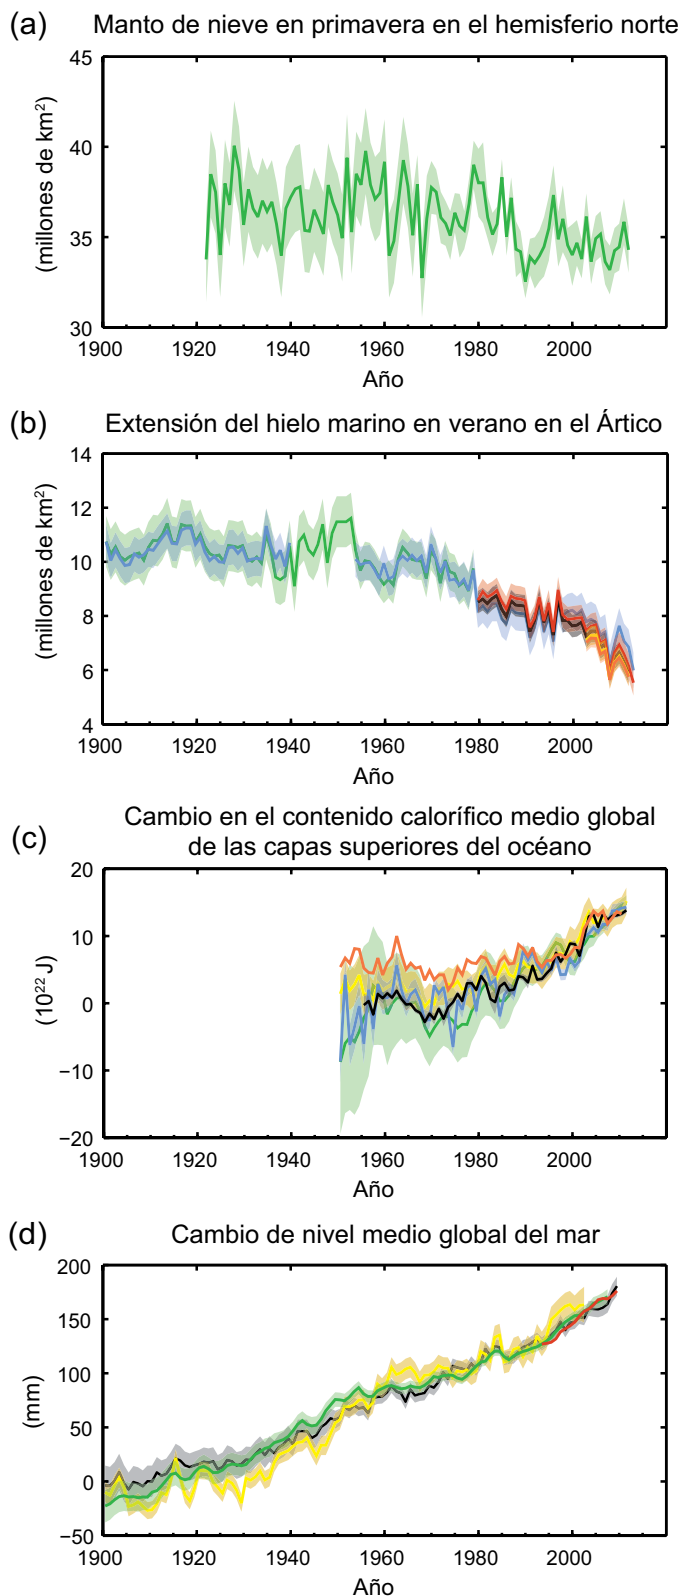 (a) Manto de nieve en primavera en el hemisferio norte
45
40
35
30
(millones de km²)
1900 1920 1940 1960 1980 2000
Año
(b) Extensión del hielo marino en verano en el Ártico
14
12
10
8
6
4
(millones de km²)
1900 1920 1940 1960 1980 2000
Año
(c) Cambio en el contenido calorífico medio global
de las capas superiores del océano
20
10
0
−10
−20
(10²² J)
1900 1920 1940 1960 1980 2000
Año
(d) Cambio de nivel medio global del mar
200
150
100
50
0
−50
(mm)
1900 1920 1940 1960 1980 2000
Año